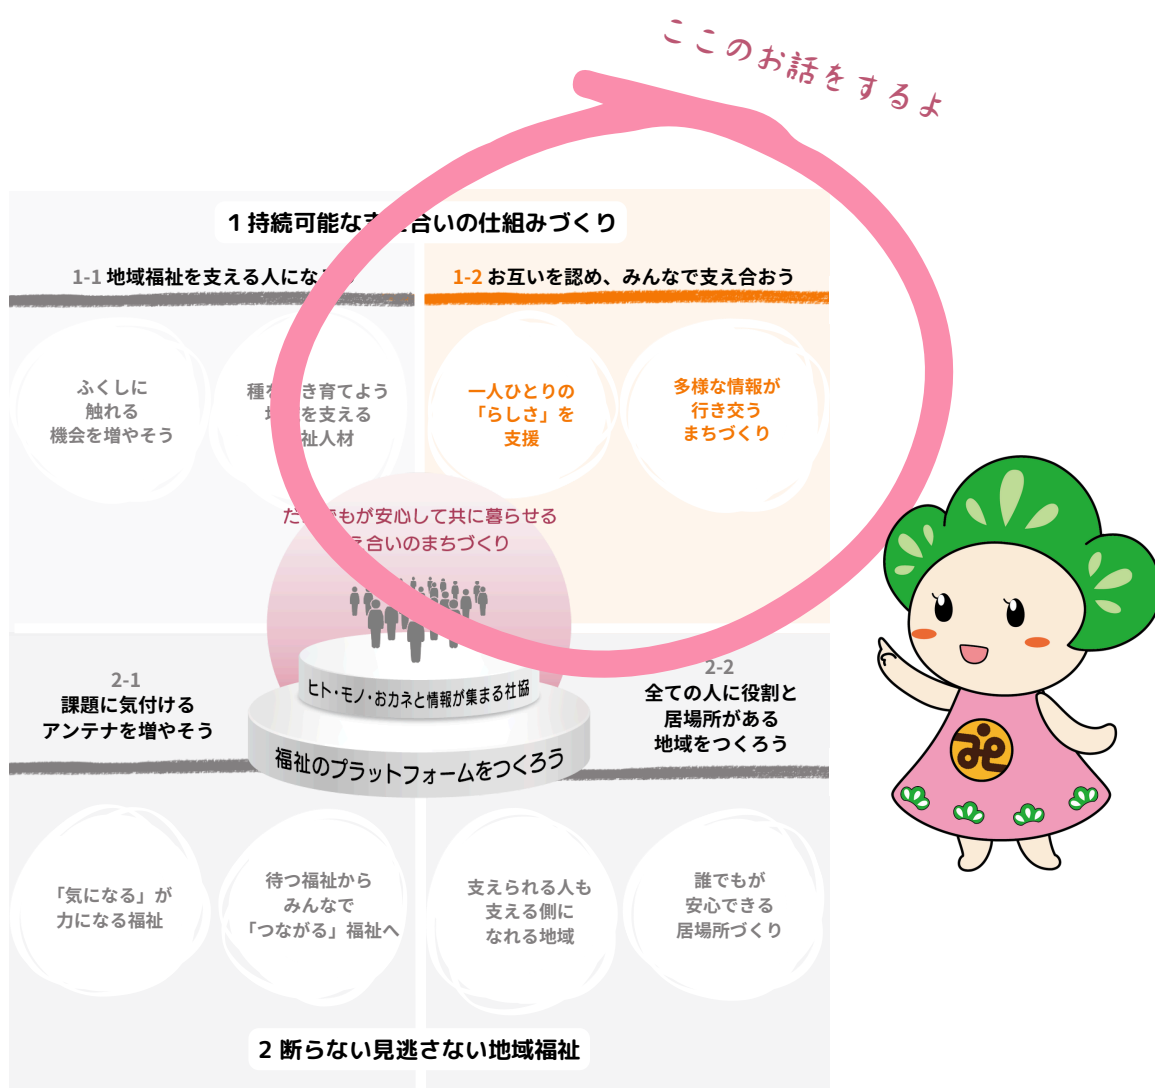 ここのお話をするよ
1 持続可能な支え合いの仕組みづくり
1-1 地域福祉を支える人にな
1-2 お互いを認め、みんなで支え合おう
ふくしに
触れる
機会を増やそう
種を き育てよう
を支える
祉人材
一人ひとりの
「らしさ」を
支援
多様な情報が
行き交う
まちづくり
だ でもが安心して共に暮らせる
え合いのまちづくり
ヒト・モノ・おカネと情報が集まる社協
福祉のプラットフォームをつくろう
2-1
課題に気付ける
アンテナを増やそう
2-2
全ての人に役割と
居場所がある
地域をつくろう
「気になる」が
力になる福祉
待つ福祉から
みんなで
「つながる」福祉へ
支えられる人も
支える側に
なれる地域
誰でもが
安心できる
居場所づくり
2 断らない見逃さない地域福祉